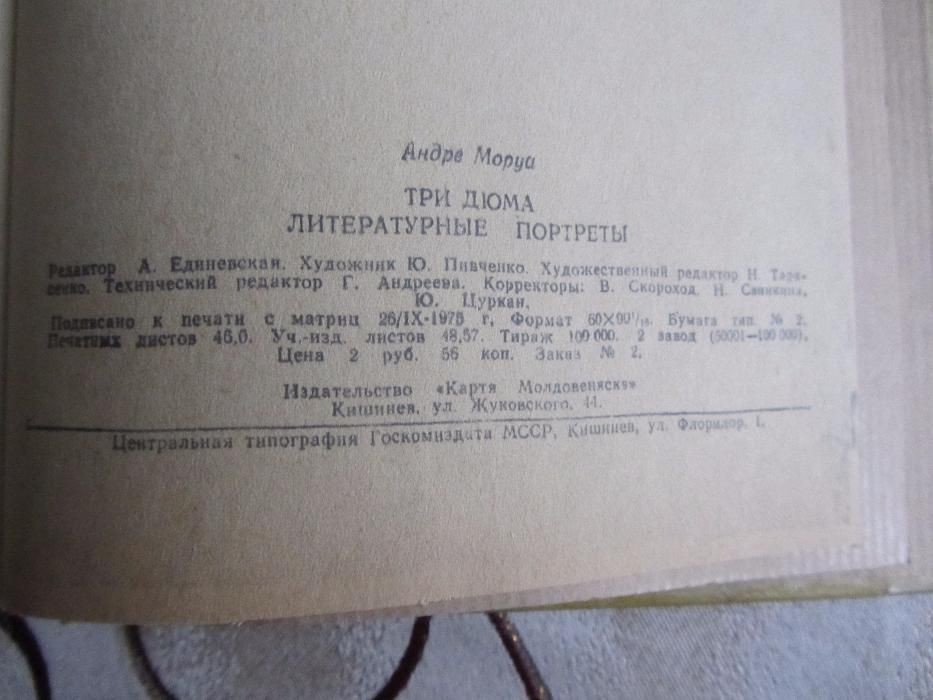 Андре Моруа
ТРИ ДЮМА
ЛИТЕРАТУРНЫЕ ПОРТРЕТЫ
Редактор А. Единевская. Художник Ю. Пивченко. Художественный редактор Н. Тара-
сенко. Технический редактор Г. Андреева. Корректоры: В. Скороход, Н.
Ю. Цуркан.
Подписано к печати с матриц 26/IX-1975 г. Формат 60×90 1/16. Бумага тип. № 2.
Печатных листов 46,0. Уч.-изд. листов 48,57. Тираж 100 000. 2 завод (50001—100 000).
Цена 2 руб. 56 коп. Заказ № 2.
Издательство «Картя Молдовеняскэ»
Кишинев, ул. Жуковского, 44.
Центральная типография Госкомиздата МССР, Кишинев, ул. Флорилор, 1.